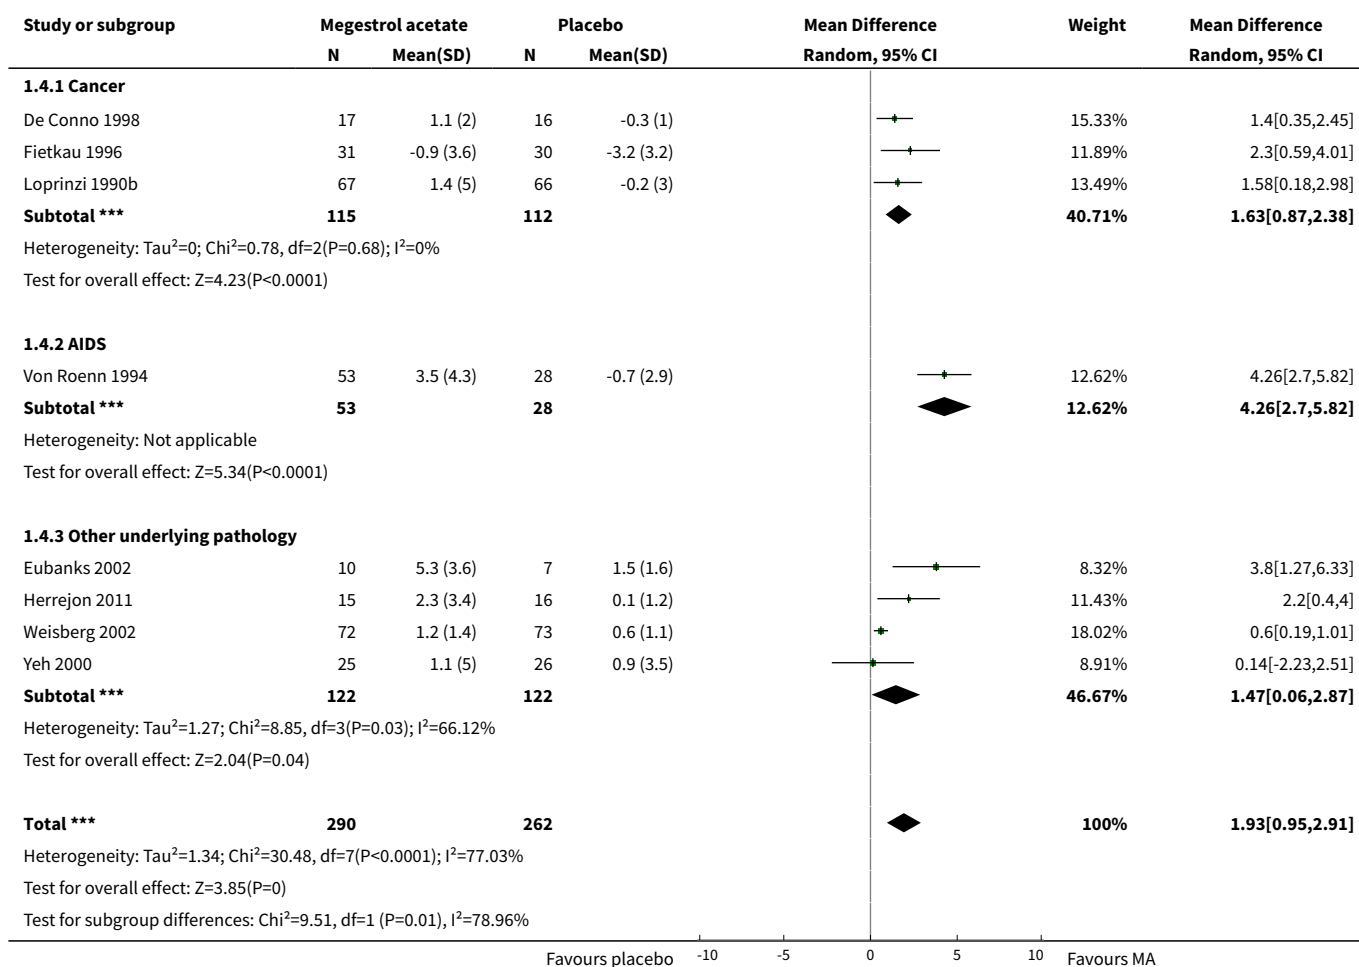 Study or subgroup Megestrol acetate Placebo Mean Difference Weight Mean Difference
N Mean(SD) N Mean(SD) Random, 95% CI Random, 95% CI
1.4.1 Cancer
De Conno 1998 17 1.1 (2) 16 -0.3 (1) 15.33% 1.4[0.35,2.45]
Fietkau 1996 31 -0.9 (3.6) 30 -3.2 (3.2) 11.89% 2.3[0.59,4.01]
Loprinzi 1990b 67 1.4 (5) 66 -0.2 (3) 13.49% 1.58[0.18,2.98]
Subtotal *** 115 112 40.71% 1.63[0.87,2.38]
Heterogeneity: Tau²=0; Chi²=0.78, df=2(P=0.68); I²=0%
Test for overall effect: Z=4.23(P<0.0001)
1.4.2 AIDS
Von Roenn 1994 53 3.5 (4.3) 28 -0.7 (2.9) 12.62% 4.26[2.7,5.82]
Subtotal *** 53 28 12.62% 4.26[2.7,5.82]
Heterogeneity: Not applicable
Test for overall effect: Z=5.34(P<0.0001)
1.4.3 Other underlying pathology
Eubanks 2002 10 5.3 (3.6) 7 1.5 (1.6) 8.32% 3.8[1.27,6.33]
Herrejon 2011 15 2.3 (3.4) 16 0.1 (1.2) 11.43% 2.2[0.4,4]
Weisberg 2002 72 1.2 (1.4) 73 0.6 (1.1) 18.02% 0.6[0.19,1.01]
Yeh 2000 25 1.1 (5) 26 0.9 (3.5) 8.91% 0.14[-2.23,2.51]
Subtotal *** 122 122 46.67% 1.47[0.06,2.87]
Heterogeneity: Tau²=1.27; Chi²=8.85, df=3(P=0.03); I²=66.12%
Test for overall effect: Z=2.04(P=0.04)
Total *** 290 262 100% 1.93[0.95,2.91]
Heterogeneity: Tau²=1.34; Chi²=30.48, df=7(P<0.0001); I²=77.03%
Test for overall effect: Z=3.85(P=0)
Test for subgroup differences: Chi²=9.51, df=1 (P=0.01), I²=78.96%
Favours placebo -10 -5 0 5 10 Favours MA